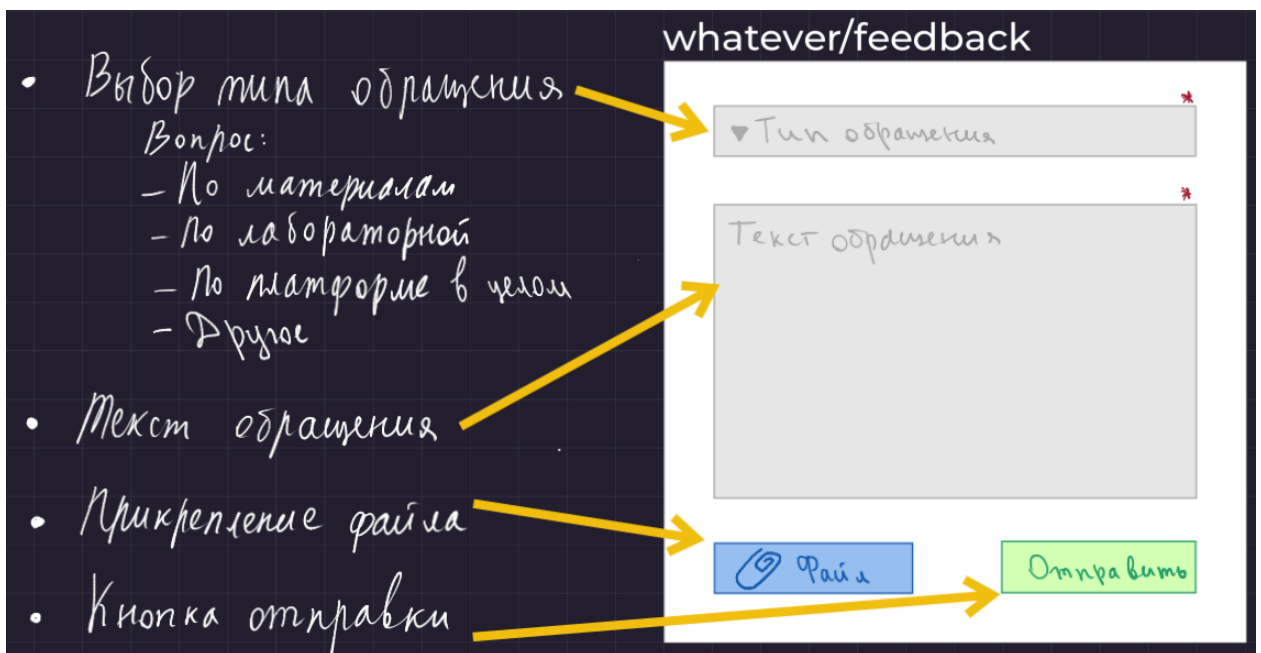 whatever/feedback
• Выбор типа обращения
Вопрос:
– По материалам
– По лабораторной
– По платформе в целом
– Другое
• Текст обращения
• Прикрепление файла
• Кнопка отправки
*
▼ Тип обращения
*
Текст обращения
Файл
Отправить